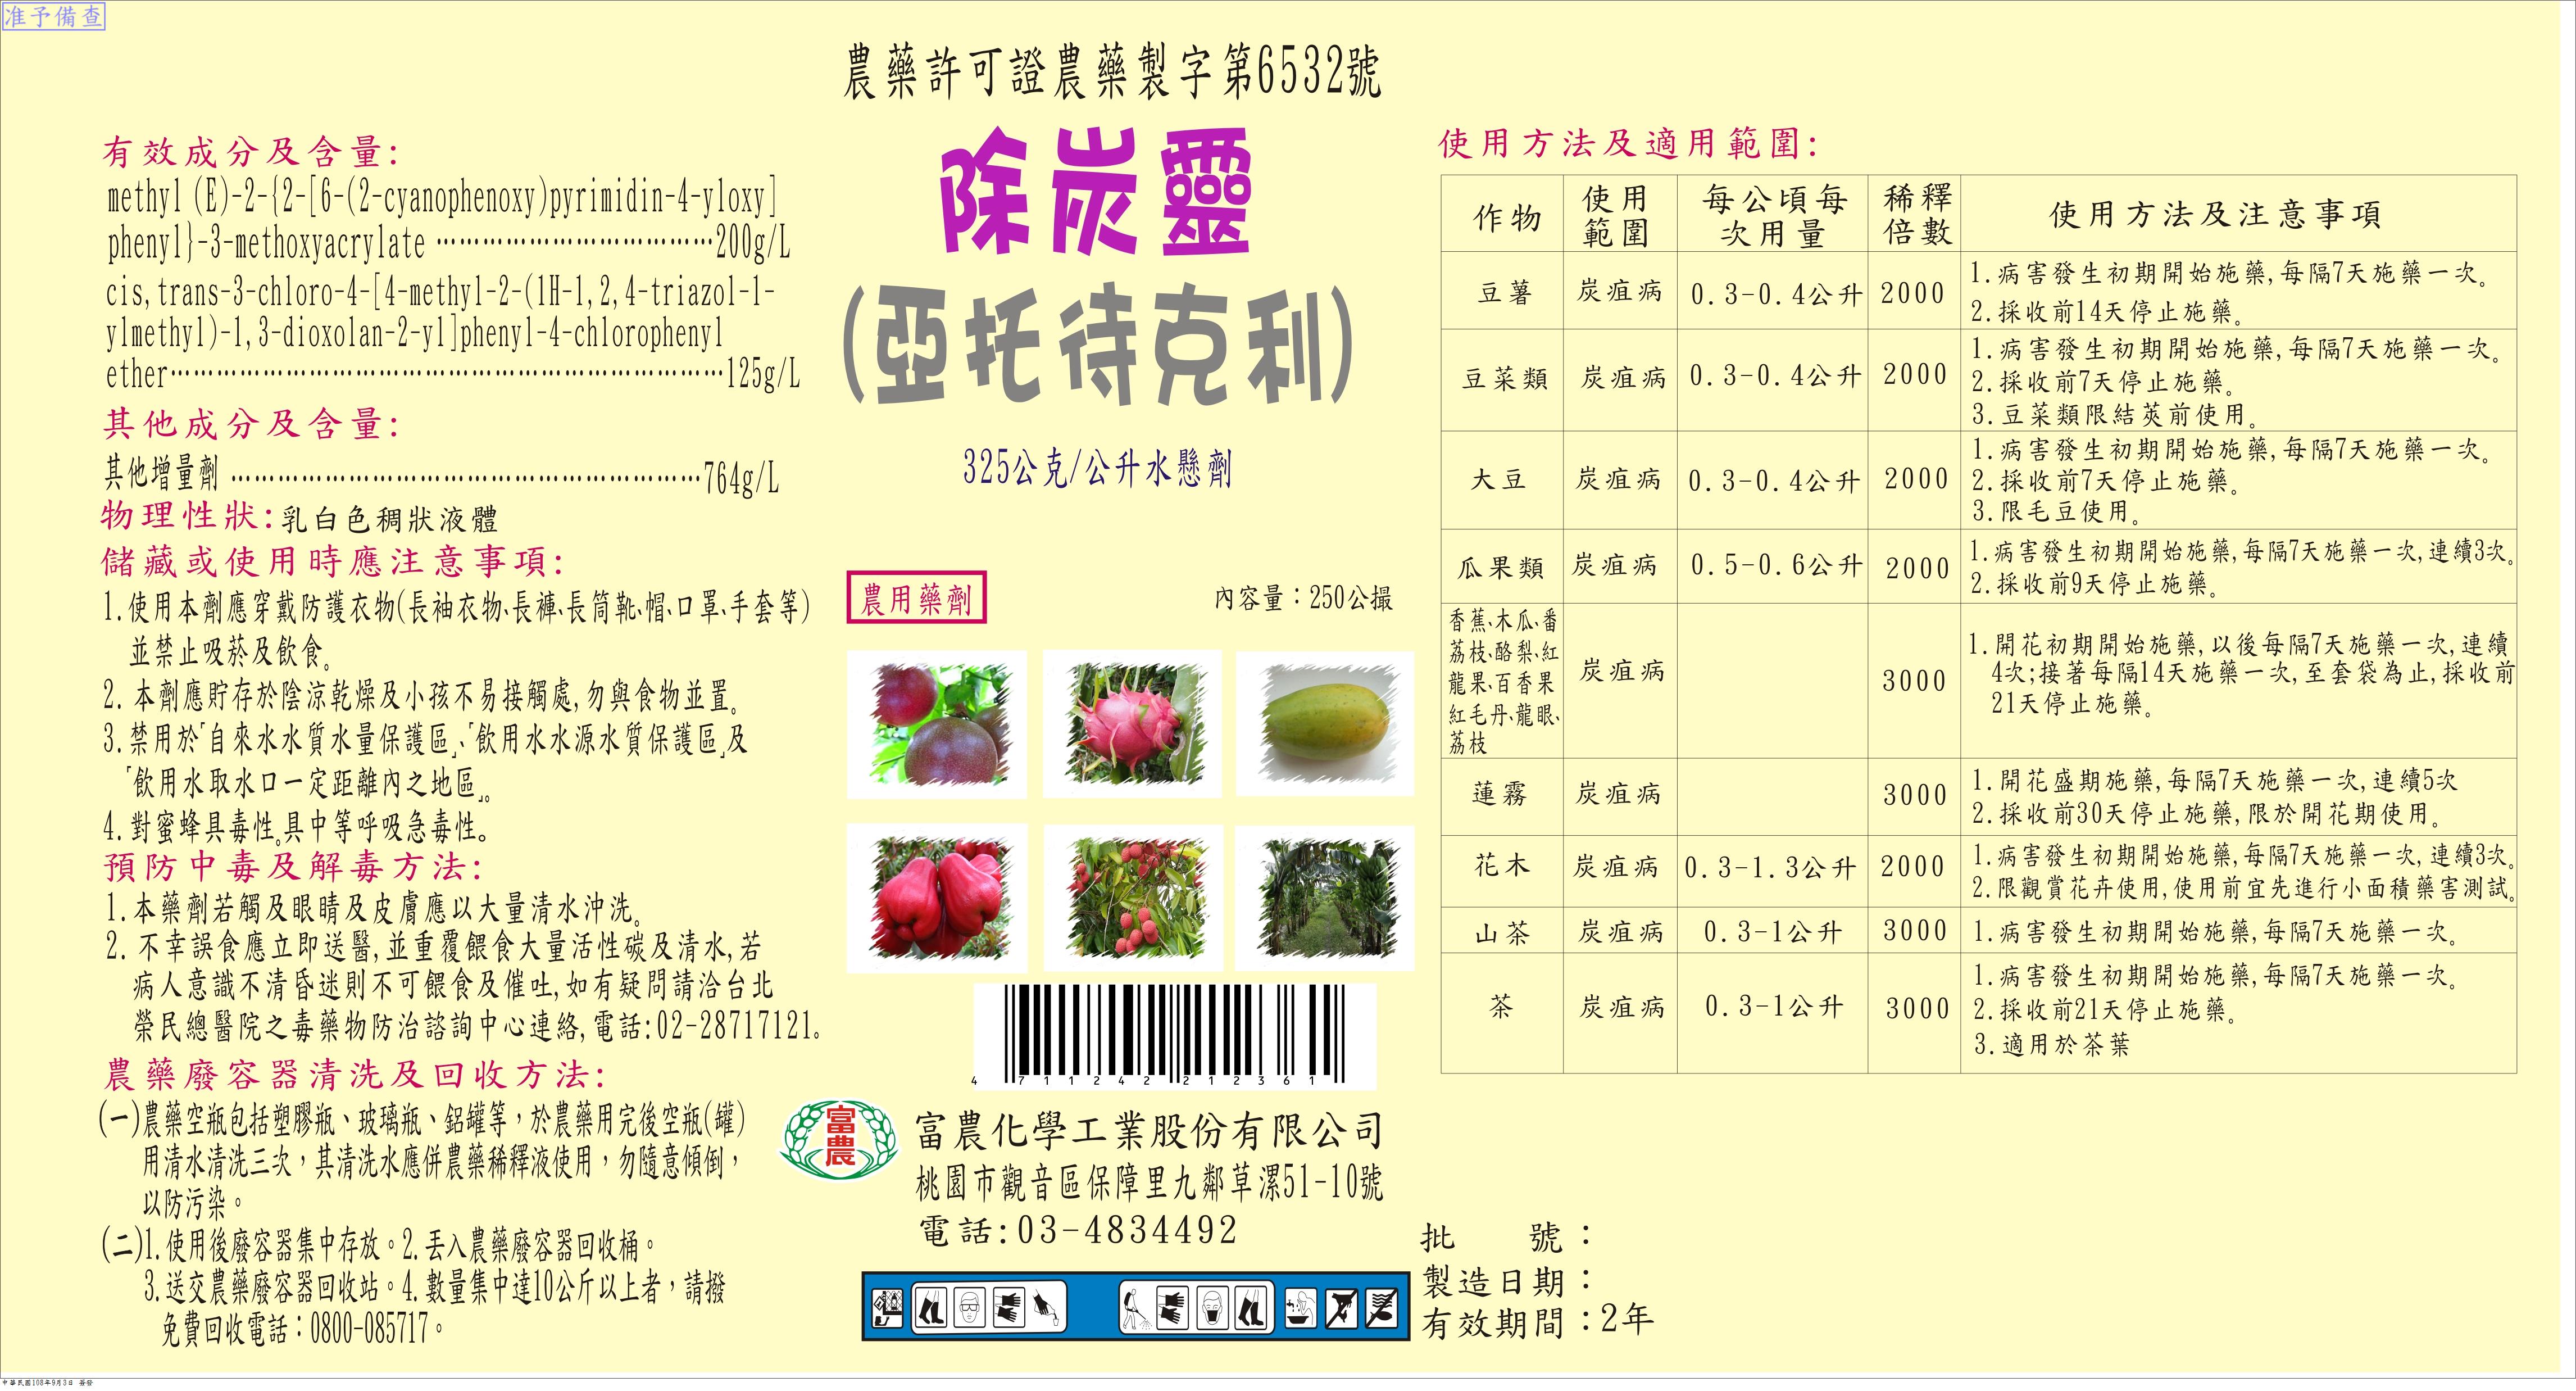 准予備查
農藥許可證農藥製字第6532號
除炭靈
(亞托待克利)
325公克/公升水懸劑
農用藥劑
內容量：250公撮
有效成分及含量:
methyl (E)-2-{2-[6-(2-cyanophenoxy)pyrimidin-4-yloxy]
phenyl}-3-methoxyacrylate ……………………………200g/L
cis,trans-3-chloro-4-[4-methyl-2-(1H-1,2,4-triazol-1-
ylmethyl)-1,3-dioxolan-2-yl]phenyl-4-chlorophenyl
ether………………………………………………………………125g/L
其他成分及含量:
其他增量劑 ……………………………………………………764g/L
物理性狀:乳白色稠狀液體
儲藏或使用時應注意事項:
1.使用本劑應穿戴防護衣物(長袖衣物、長褲、長筒靴、帽、口罩、手套等)
並禁止吸菸及飲食。
2.本劑應貯存於陰涼乾燥及小孩不易接觸處,勿與食物並置。
3.禁用於「自來水水質水量保護區」、「飲用水水源水質保護區」及
「飲用水取水口一定距離內之地區」。
4.對蜜蜂具毒性。具中等呼吸急毒性。
預防中毒及解毒方法:
1.本藥劑若觸及眼睛及皮膚應以大量清水沖洗。
2.不幸誤食應立即送醫,並重覆餵食大量活性碳及清水,若
病人意識不清昏迷則不可餵食及催吐,如有疑問請洽台北
榮民總醫院之毒藥物防治諮詢中心連絡,電話:02-28717121。
農藥廢容器清洗及回收方法:
(一)農藥空瓶包括塑膠瓶、玻璃瓶、鋁罐等，於農藥用完後空瓶(罐)
用清水清洗三次，其清洗水應併農藥稀釋液使用，勿隨意傾倒，
以防污染。
(二)1.使用後廢容器集中存放。2.丟入農藥廢容器回收桶。
3.送交農藥廢容器回收站。4.數量集中達10公斤以上者，請撥
免費回收電話：0800-085717。
4 711242 212361
富農
富農化學工業股份有限公司
桃園市觀音區保障里九鄰草漯51-10號
電話:03-4834492
使用方法及適用範圍:
作物 使用範圍 每公頃每次用量 稀釋倍數 使用方法及注意事項
豆薯 炭疽病 0.3-0.4公升 2000 1.病害發生初期開始施藥,每隔7天施藥一次。
2.採收前14天停止施藥。
豆菜類 炭疽病 0.3-0.4公升 2000 1.病害發生初期開始施藥,每隔7天施藥一次。
2.採收前7天停止施藥。
3.豆菜類限結莢前使用。
大豆 炭疽病 0.3-0.4公升 2000 1.病害發生初期開始施藥,每隔7天施藥一次。
2.採收前7天停止施藥。
3.限毛豆使用。
瓜果類 炭疽病 0.5-0.6公升 2000 1.病害發生初期開始施藥,每隔7天施藥一次,連續3次。
2.採收前9天停止施藥。
香蕉、木瓜、番
荔枝、酪梨、紅
龍果、百香果
紅毛丹、龍眼、
荔枝
炭疽病 3000 1.開花初期開始施藥,以後每隔7天施藥一次,連續
4次;接著每隔14天施藥一次,至套袋為止,採收前
21天停止施藥。
蓮霧 炭疽病 3000 1.開花盛期施藥,每隔7天施藥一次,連續5次
2.採收前30天停止施藥,限於開花期使用。
花木 炭疽病 0.3-1.3公升 2000 1.病害發生初期開始施藥,每隔7天施藥一次,連續3次。
2.限觀賞花卉使用,使用前宜先進行小面積藥害測試。
山茶 炭疽病 0.3-1公升 3000 1.病害發生初期開始施藥,每隔7天施藥一次。
茶 炭疽病 0.3-1公升 3000 1.病害發生初期開始施藥,每隔7天施藥一次。
2.採收前21天停止施藥。
3.適用於茶葉
批　　號：
製造日期：
有效期間：2年
中華民國108年9月3日 簽發